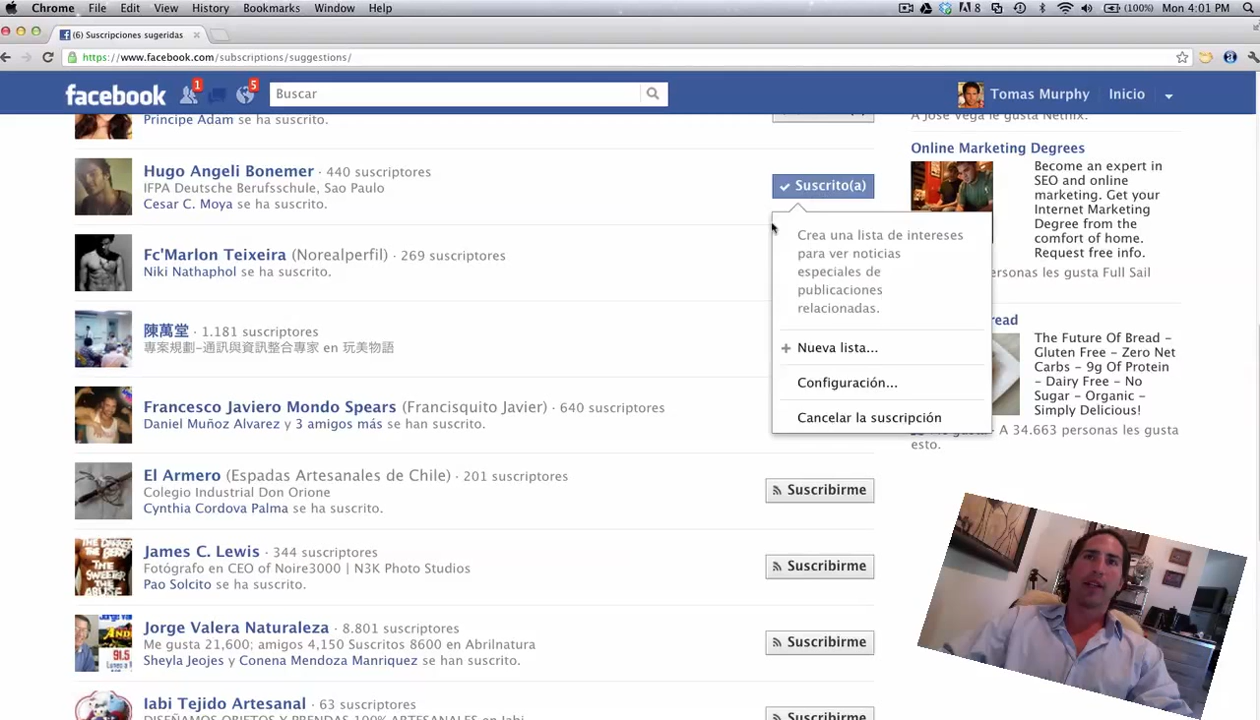 Chrome File Edit View History Bookmarks Window Help
8 (100%) Mon 4:01 PM
(6) Suscripciones sugeridas
https://www.facebook.com/subscriptions/suggestions/
facebook 1 5 Buscar Tomas Murphy Inicio
Principe Adam se ha suscrito.
Hugo Angeli Bonemer · 440 suscriptores
IFPA Deutsche Berufsschule, Sao Paulo
Cesar C. Moya se ha suscrito.
Suscrito(a)
Fc'Marlon Teixeira (Norealperfil) · 269 suscriptores
Niki Nathaphol se ha suscrito.
陳萬堂 · 1.181 suscriptores
專案規劃-通訊與資訊整合專家 en 玩美物語
Francesco Javiero Mondo Spears (Francisquito Javier) · 640 suscriptores
Daniel Muñoz Alvarez y 3 amigos más se han suscrito.
El Armero (Espadas Artesanales de Chile) · 201 suscriptores
Colegio Industrial Don Orione
Cynthia Cordova Palma se ha suscrito.
Suscribirme
James C. Lewis · 344 suscriptores
Fotógrafo en CEO of Noire3000 | N3K Photo Studios
Pao Solcito se ha suscrito.
Suscribirme
Jorge Valera Naturaleza · 8.801 suscriptores
Me gusta 21,600; amigos 4,150 Suscritos 8600 en Abrilnatura
Sheyla Jeojes y Conena Mendoza Manriquez se han suscrito.
Suscribirme
Iabi Tejido Artesanal · 63 suscriptores
DISEÑAMOS OBJETOS Y PRENDAS 100% ARTESANALES en Iabi
Suscribirme
Crea una lista de intereses
para ver noticias
especiales de
publicaciones
relacionadas.
+ Nueva lista...
Configuración...
Cancelar la suscripción
A Jose Vega le gusta Netflix.
Online Marketing Degrees
Become an expert in
SEO and online
marketing. Get your
Internet Marketing
Degree from the
comfort of home.
Request free info.
personas les gusta Full Sail
The Future Of Bread -
Gluten Free - Zero Net
Carbs - 9g Of Protein
- Dairy Free - No
Sugar - Organic -
Simply Delicious!
A 34.663 personas les gusta
esto.